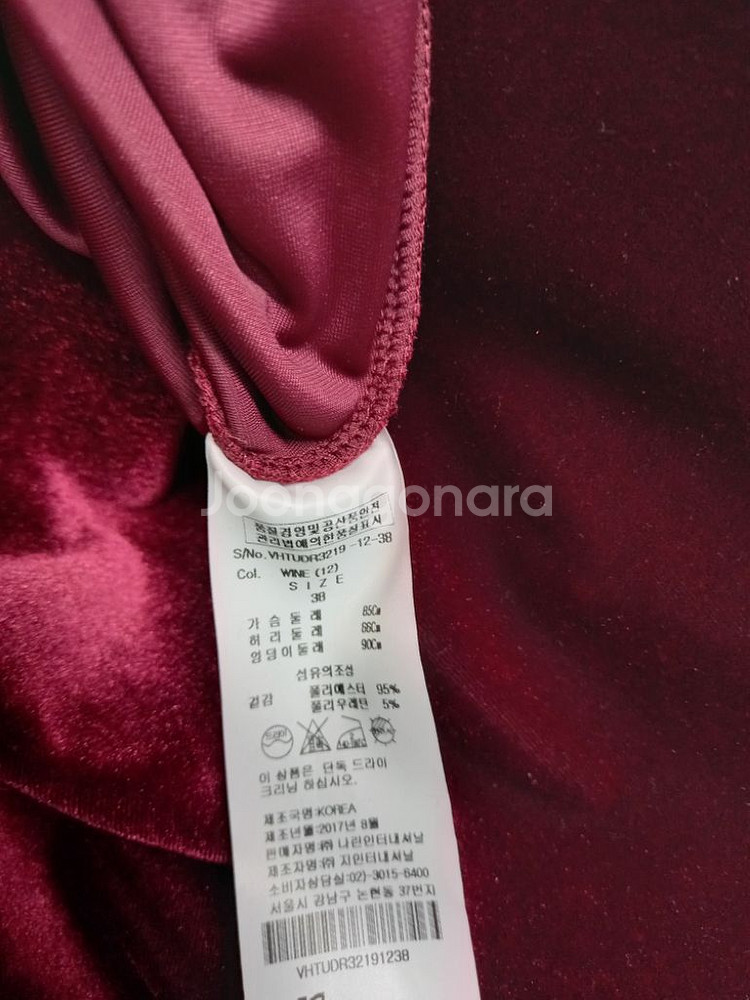 Joonggonara
품질경영및공산품안전
관리법에의한품질표시
S/No. VHTUDR3219 -12-38
Col. WINE (12)
SIZE
38
가 슴 둘 레 85Cm
허 리 둘 레 66Cm
엉덩이둘레 90Cm
섬유의조성
겉감 폴리에스터 95%
폴리우레탄 5%
드라이
이 상품은 단독 드라이
크리닝 하십시오.
제조국명:KOREA
제조년월:2017년 8월
판매자명:㈜ 나린인터내셔날
제조자명:㈜ 지인터내셔날
소비자상담실:02)-3015-6400
서울시 강남구 논현동 37번지
VHTUDR32191238